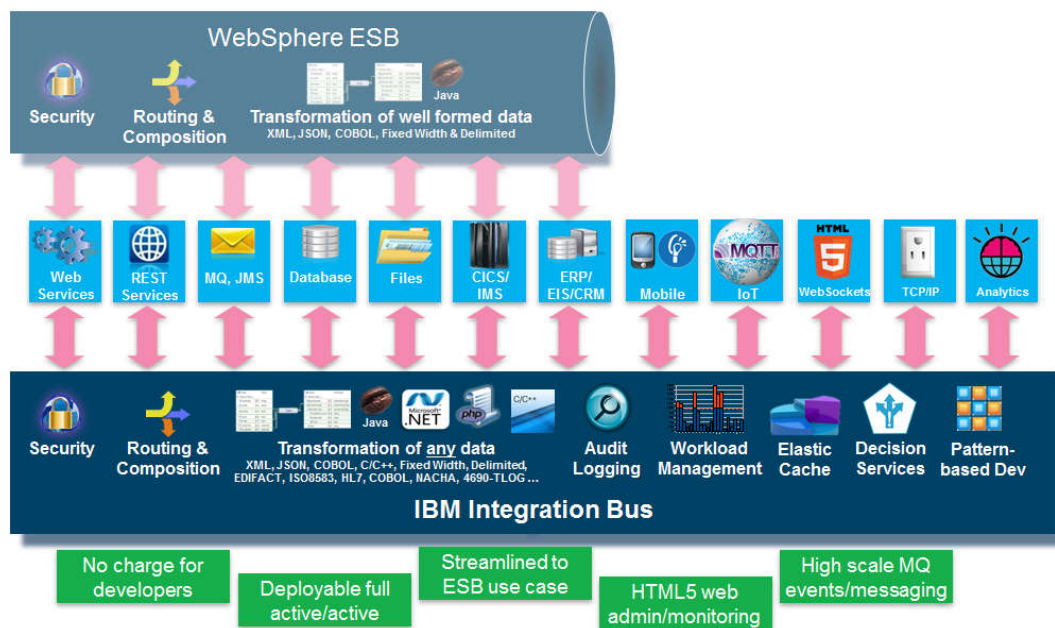 WebSphere ESB
Java
Security
Routing &
Composition
Transformation of well formed data
XML, JSON, COBOL, Fixed Width & Delimited
Web
Services
REST
Services
MQ, JMS
Database
Files
CICS/
IMS
ERP/
EIS/CRM
Mobile
MQTT
IoT
HTML
5
WebSockets
TCP/IP
Analytics
Java
Microsoft
.NET
php
C/C++
Security
Routing &
Composition
Transformation of any data
XML, JSON, COBOL, C/C++, Fixed Width, Delimited,
EDIFACT, ISO8583, HL7, COBOL, NACHA, 4690-TLOG ...
Audit
Logging
Workload
Management
Elastic
Cache
Decision
Services
Pattern-
based Dev
IBM Integration Bus
No charge for
developers
Deployable full
active/active
Streamlined to
ESB use case
HTML5 web
admin/monitoring
High scale MQ
events/messaging